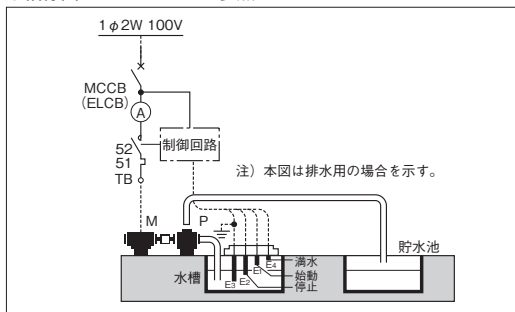 1φ2W 100V
MCCB
(ELCB)
A
52
51
TB
制御回路
注）本図は排水用の場合を示す。
M
P
貯水池
水槽
E3
E2
E1
E4
満水
始動
停止